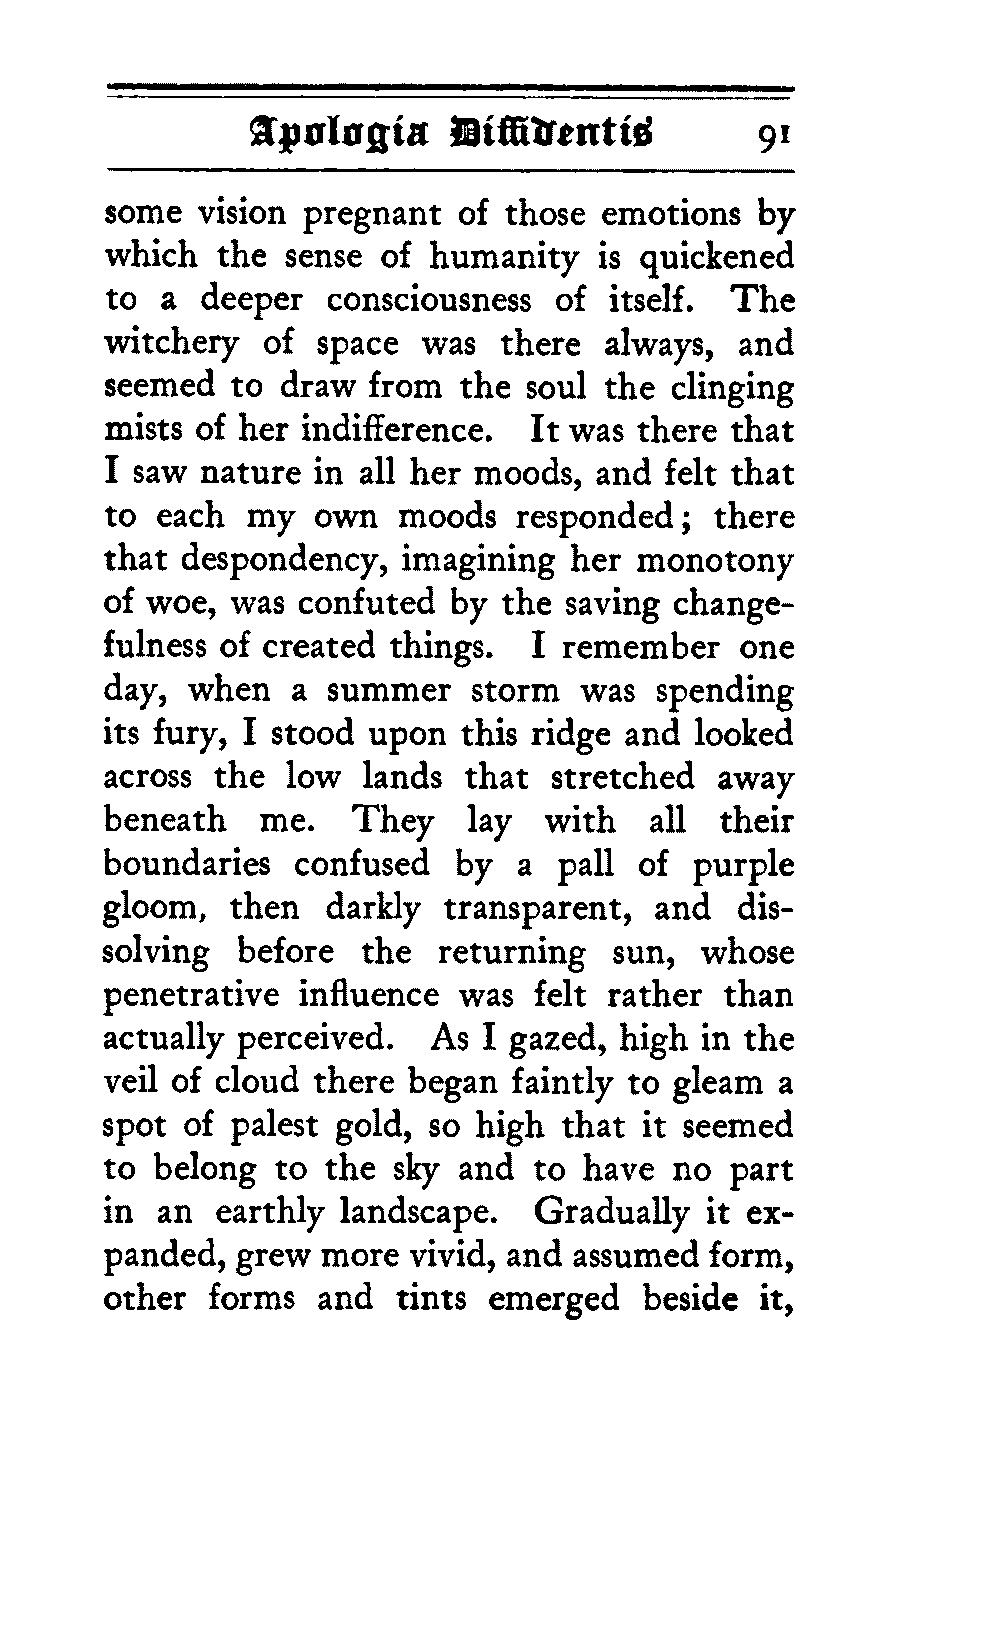 Apologia Diffidentis 91
some vision pregnant of those emotions by
which the sense of humanity is quickened
to a deeper consciousness of itself. The
witchery of space was there always, and
seemed to draw from the soul the clinging
mists of her indifference. It was there that
I saw nature in all her moods, and felt that
to each my own moods responded; there
that despondency, imagining her monotony
of woe, was confuted by the saving change-
fulness of created things. I remember one
day, when a summer storm was spending
its fury, I stood upon this ridge and looked
across the low lands that stretched away
beneath me. They lay with all their
boundaries confused by a pall of purple
gloom, then darkly transparent, and dis-
solving before the returning sun, whose
penetrative influence was felt rather than
actually perceived. As I gazed, high in the
veil of cloud there began faintly to gleam a
spot of palest gold, so high that it seemed
to belong to the sky and to have no part
in an earthly landscape. Gradually it ex-
panded, grew more vivid, and assumed form,
other forms and tints emerged beside it,